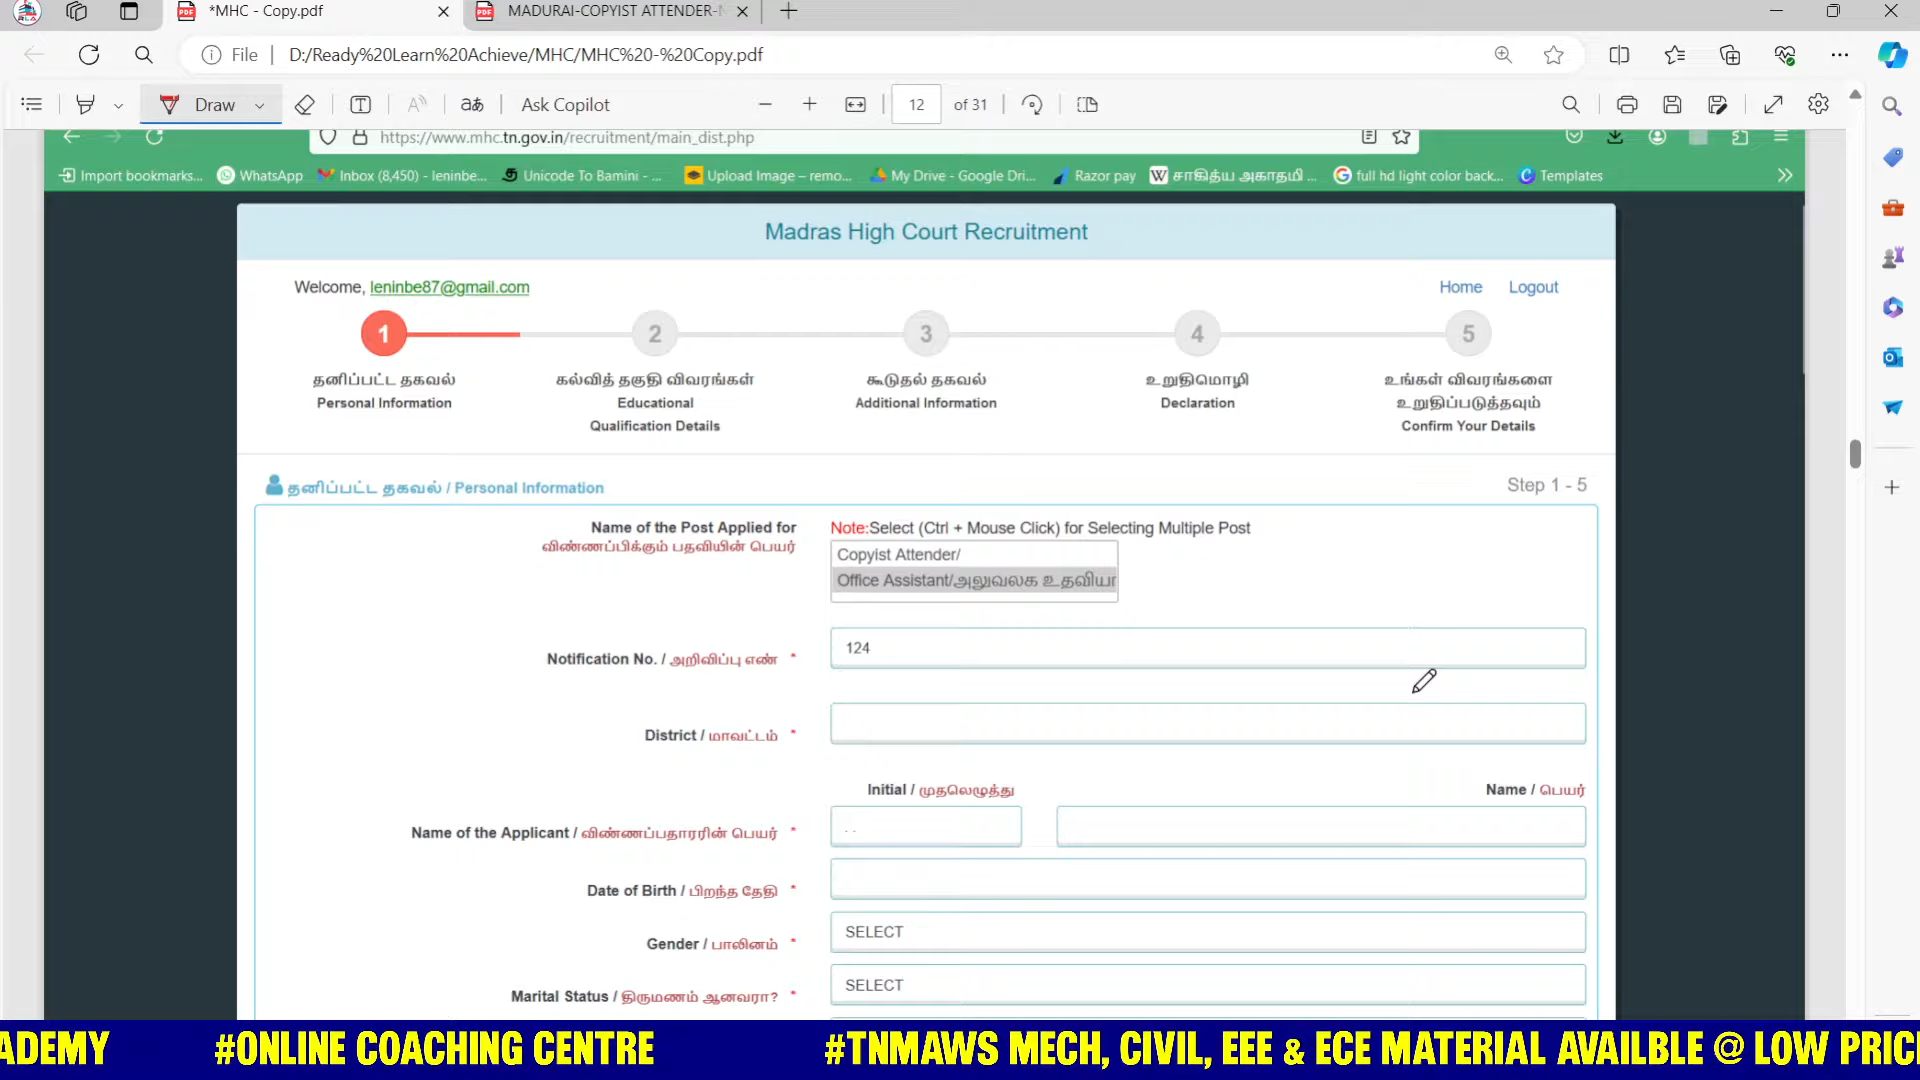 *MHC - Copy.pdf
MADURAI-COPYIST ATTENDER-
File
D:/Ready%20Learn%20Achieve/MHC/MHC%20-%20Copy.pdf
Draw
aあ
Ask Copilot
12 of 31
https://www.mhc.tn.gov.in/recruitment/main_dist.php
Import bookmarks...
WhatsApp
Inbox (8,450) - leninbe...
Unicode To Bamini - ...
Upload Image – remo...
My Drive - Google Dri...
Razor pay
சாகித்ய அகாதமி ...
full hd light color back...
Templates
Madras High Court Recruitment
Welcome, leninbe87@gmail.com
Home Logout
1 2 3 4 5
தனிப்பட்ட தகவல்
Personal Information
கல்வித் தகுதி விவரங்கள்
Educational
Qualification Details
கூடுதல் தகவல்
Additional Information
உறுதிமொழி
Declaration
உங்கள் விவரங்களை
உறுதிப்படுத்தவும்
Confirm Your Details
தனிப்பட்ட தகவல் / Personal Information
Step 1 - 5
Name of the Post Applied for
விண்ணப்பிக்கும் பதவியின் பெயர்
Note:Select (Ctrl + Mouse Click) for Selecting Multiple Post
Copyist Attender/
Office Assistant/அலுவலக உதவியா
Notification No. / அறிவிப்பு எண் *
124
District / மாவட்டம் *
Initial / முதலெழுத்து
Name / பெயர்
Name of the Applicant / விண்ணப்பதாரரின் பெயர் *
. .
Date of Birth / பிறந்த தேதி *
Gender / பாலினம் *
SELECT
Marital Status / திருமணம் ஆனவரா? *
SELECT
ADEMY #ONLINE COACHING CENTRE #TNMAWS MECH, CIVIL, EEE & ECE MATERIAL AVAILBLE @ LOW PRIC